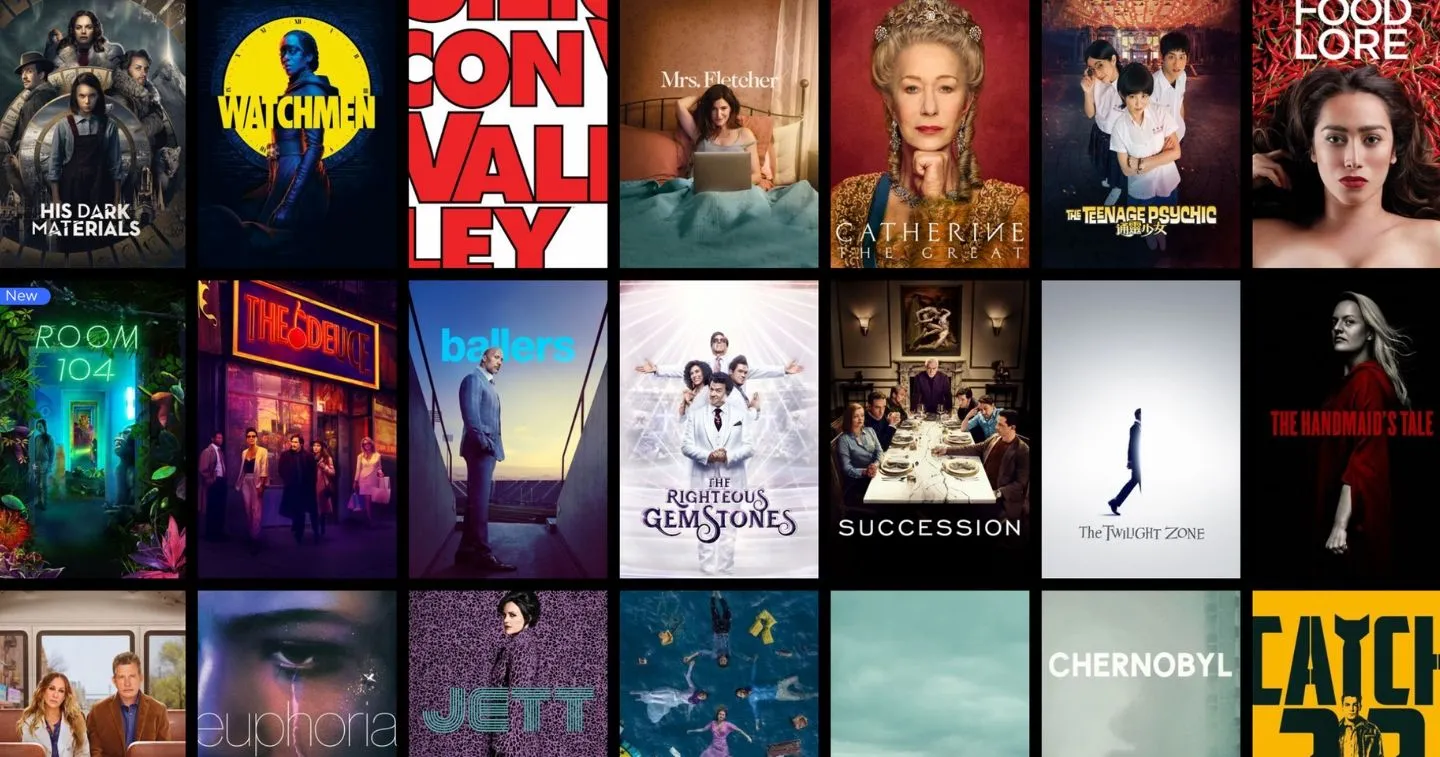 HIS DARK
MATERIALS
WATCHMEN
CON
VALL
LEY
Mrs. Fletcher
CATHERINE
THE GREAT
THE TEENAGE PSYCHIC
通靈少女
FOOD
LORE
New
ROOM
104
THE DEUCE
ballers
THE
RIGHTEOUS
GEMSTONES
SUCCESSION
The TWILIGHT ZONE
THE HANDMAID'S TALE
euphoria
JETT
CHERNOBYL
CATCH